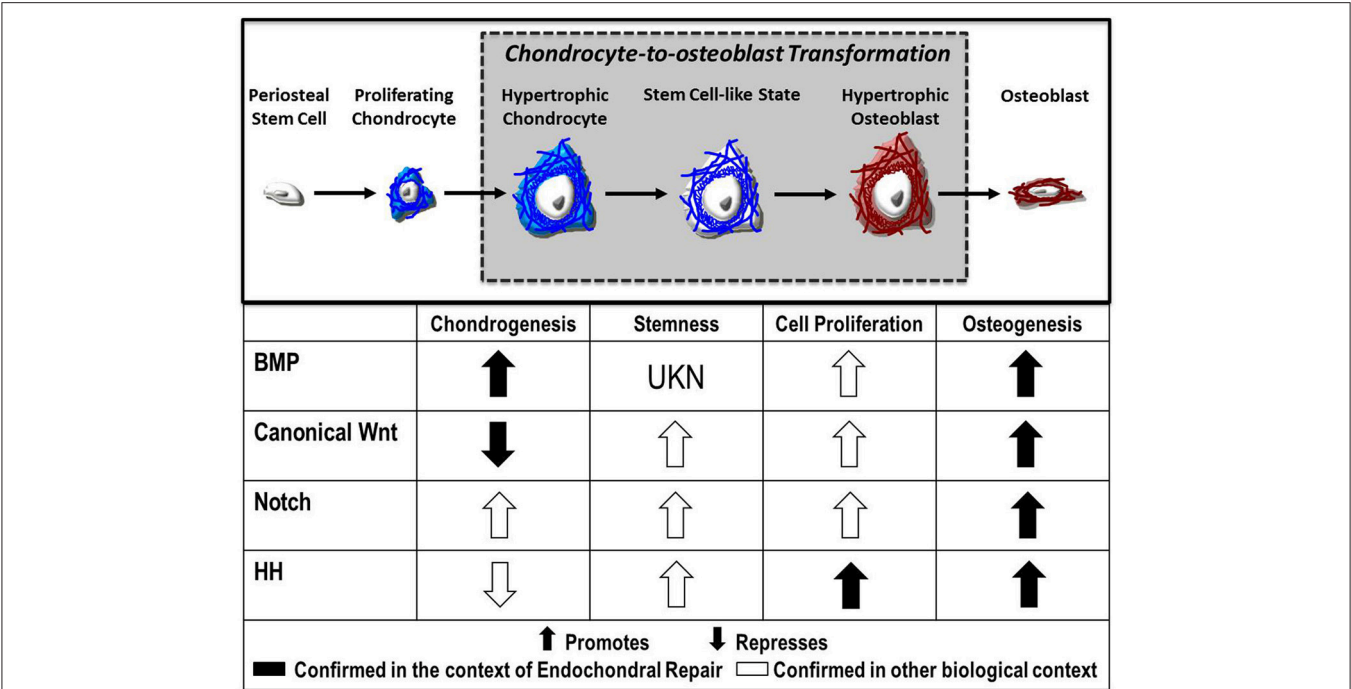 Chondrocyte-to-osteoblast Transformation
Periosteal Stem Cell
Proliferating Chondrocyte
Hypertrophic Chondrocyte
Stem Cell-like State
Hypertrophic Osteoblast
Osteoblast
Chondrogenesis Stemness Cell Proliferation Osteogenesis
BMP UKN
Canonical Wnt
Notch
HH
Promotes Represses
Confirmed in the context of Endochondral Repair Confirmed in other biological context